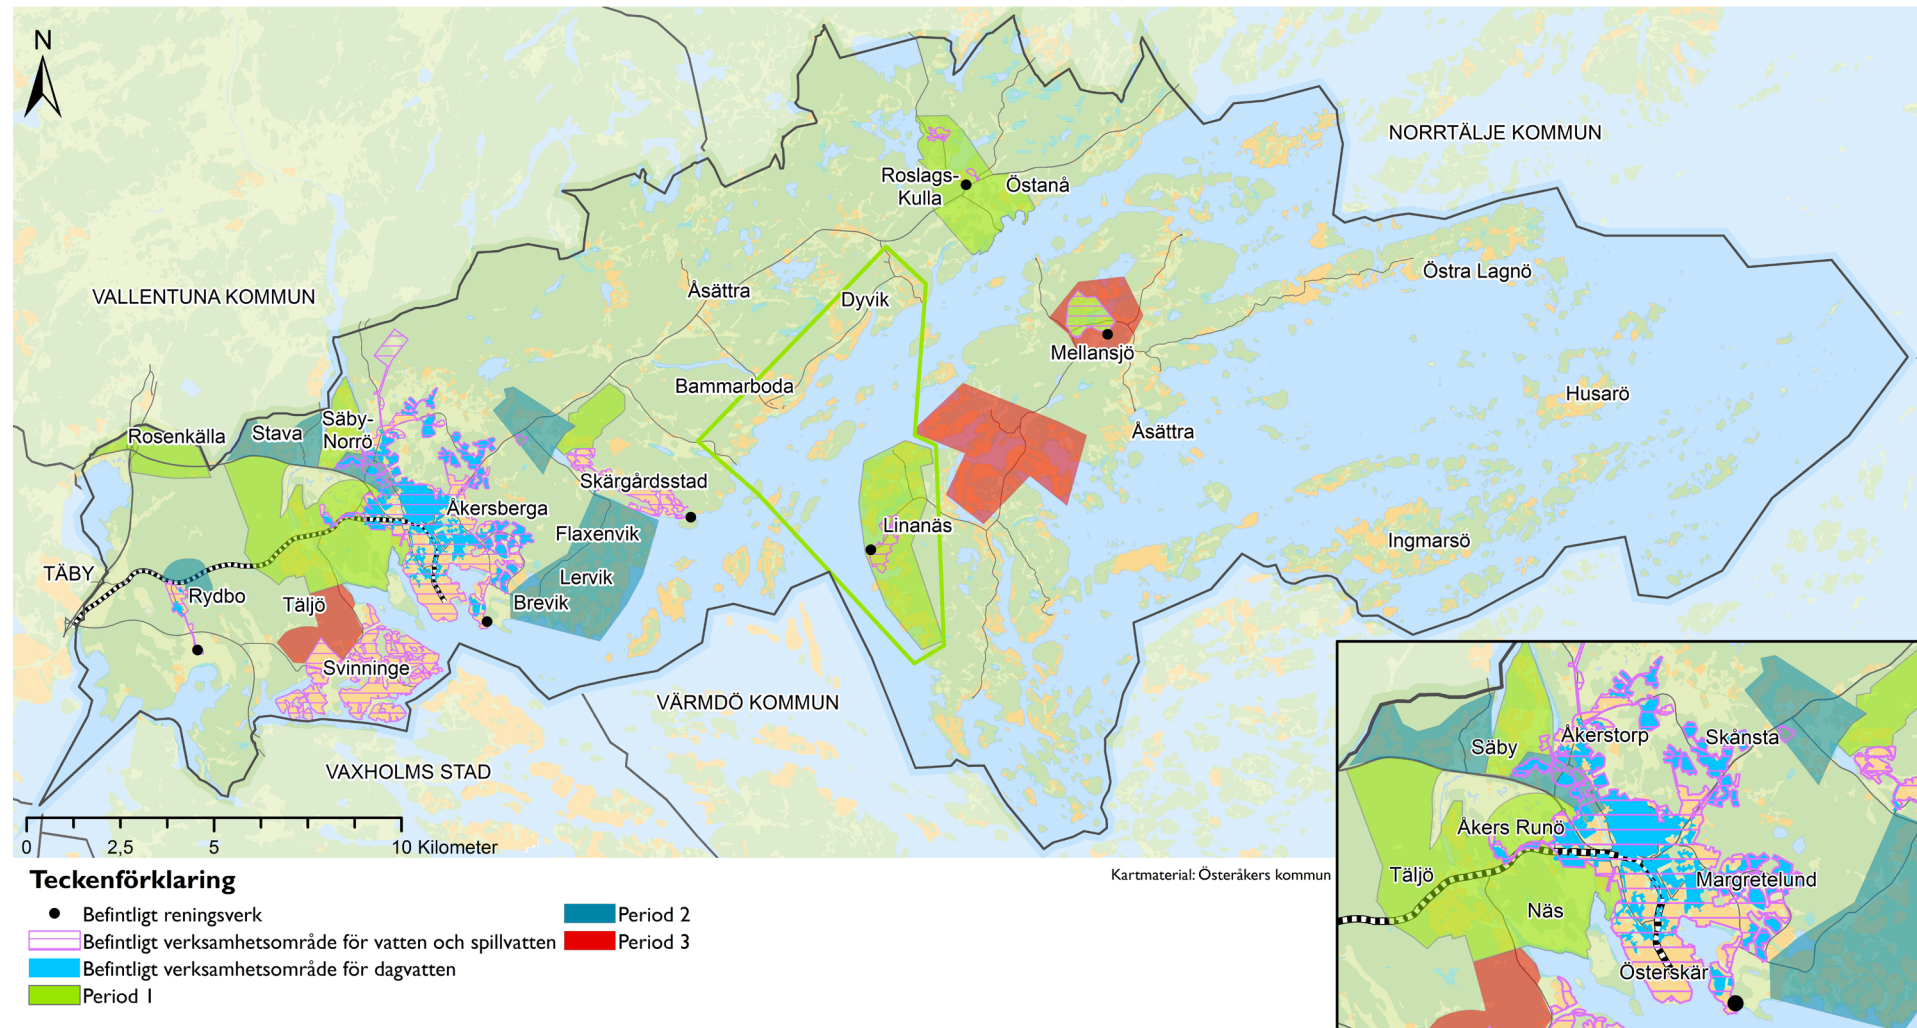 N
NORRTÄLJE KOMMUN
Roslags-
Kulla
Östanå
Östra Lagnö
VALLENTUNA KOMMUN
Åsättra
Dyvik
Mellansjö
Bammarboda
Husarö
Säby-
Norrö
Rosenkälla
Stava
Åsättra
Skärgårdsstad
Åkersberga
Linanäs
Flaxenvik
Ingmarsö
TÄBY
Lervik
Rydbo
Täljö
Brevik
Svinninge
VÄRMDÖ KOMMUN
VAXHOLMS STAD
0 2,5 5 10 Kilometer
Säby
Åkerstorp
Skånsta
Åkers Runö
Täljö
Margretelund
Näs
Österskär
Kartmaterial: Österåkers kommun
Teckenförklaring
Befintligt reningsverk
Befintligt verksamhetsområde för vatten och spillvatten
Befintligt verksamhetsområde för dagvatten
Period 1
Period 2
Period 3